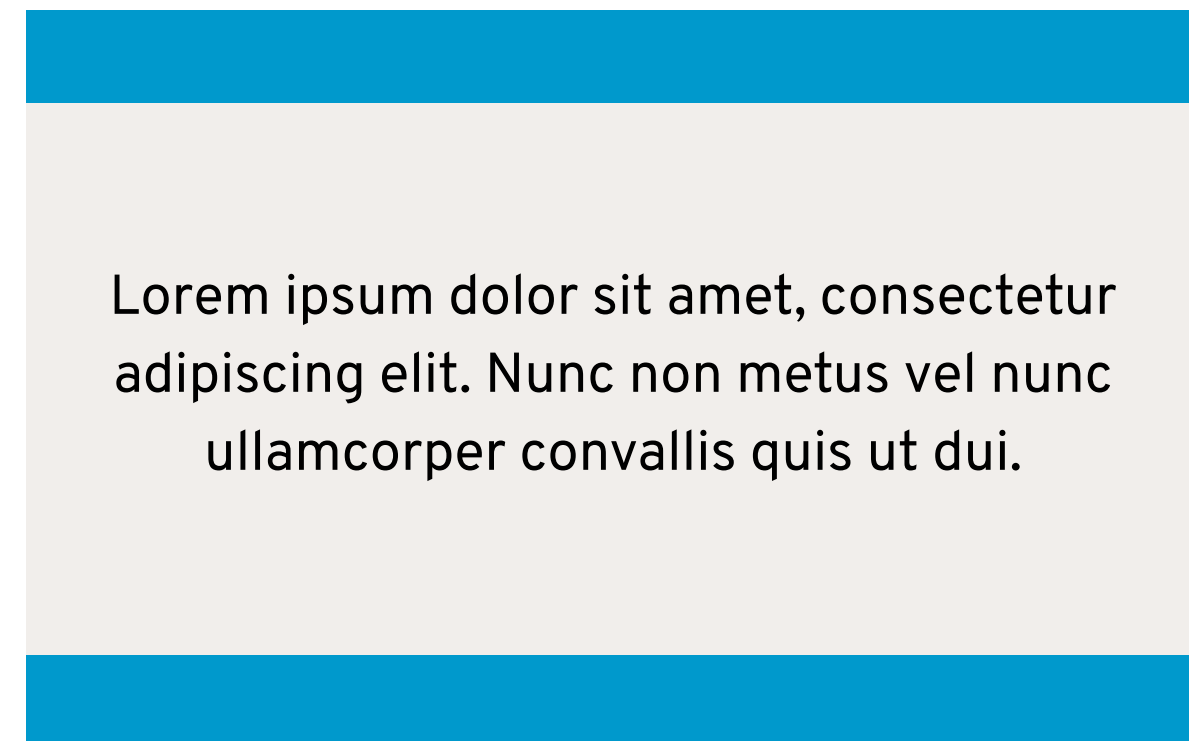 Lorem ipsum dolor sit amet, consectetur
adipiscing elit. Nunc non metus vel nunc
ullamcorper convallis quis ut dui.